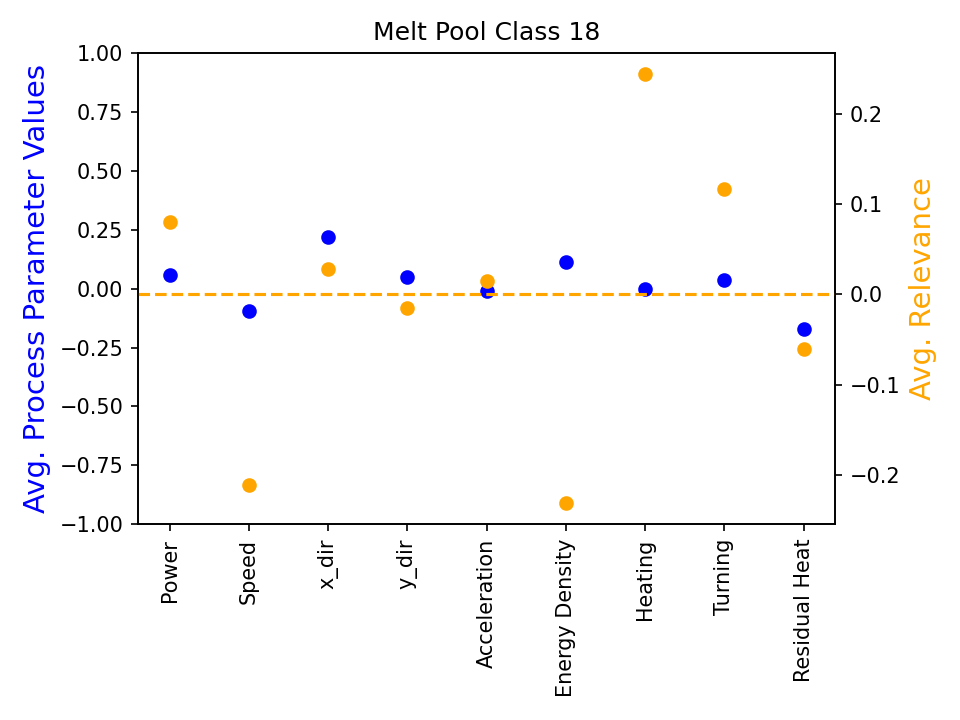 Melt Pool Class 18
Avg. Process Parameter Values
1.00
0.75
0.50
0.25
0.00
−0.25
−0.50
−0.75
−1.00
0.2
0.1
0.0
−0.1
−0.2
Avg. Relevance
Power
Speed
x_dir
y_dir
Acceleration
Energy Density
Heating
Turning
Residual Heat